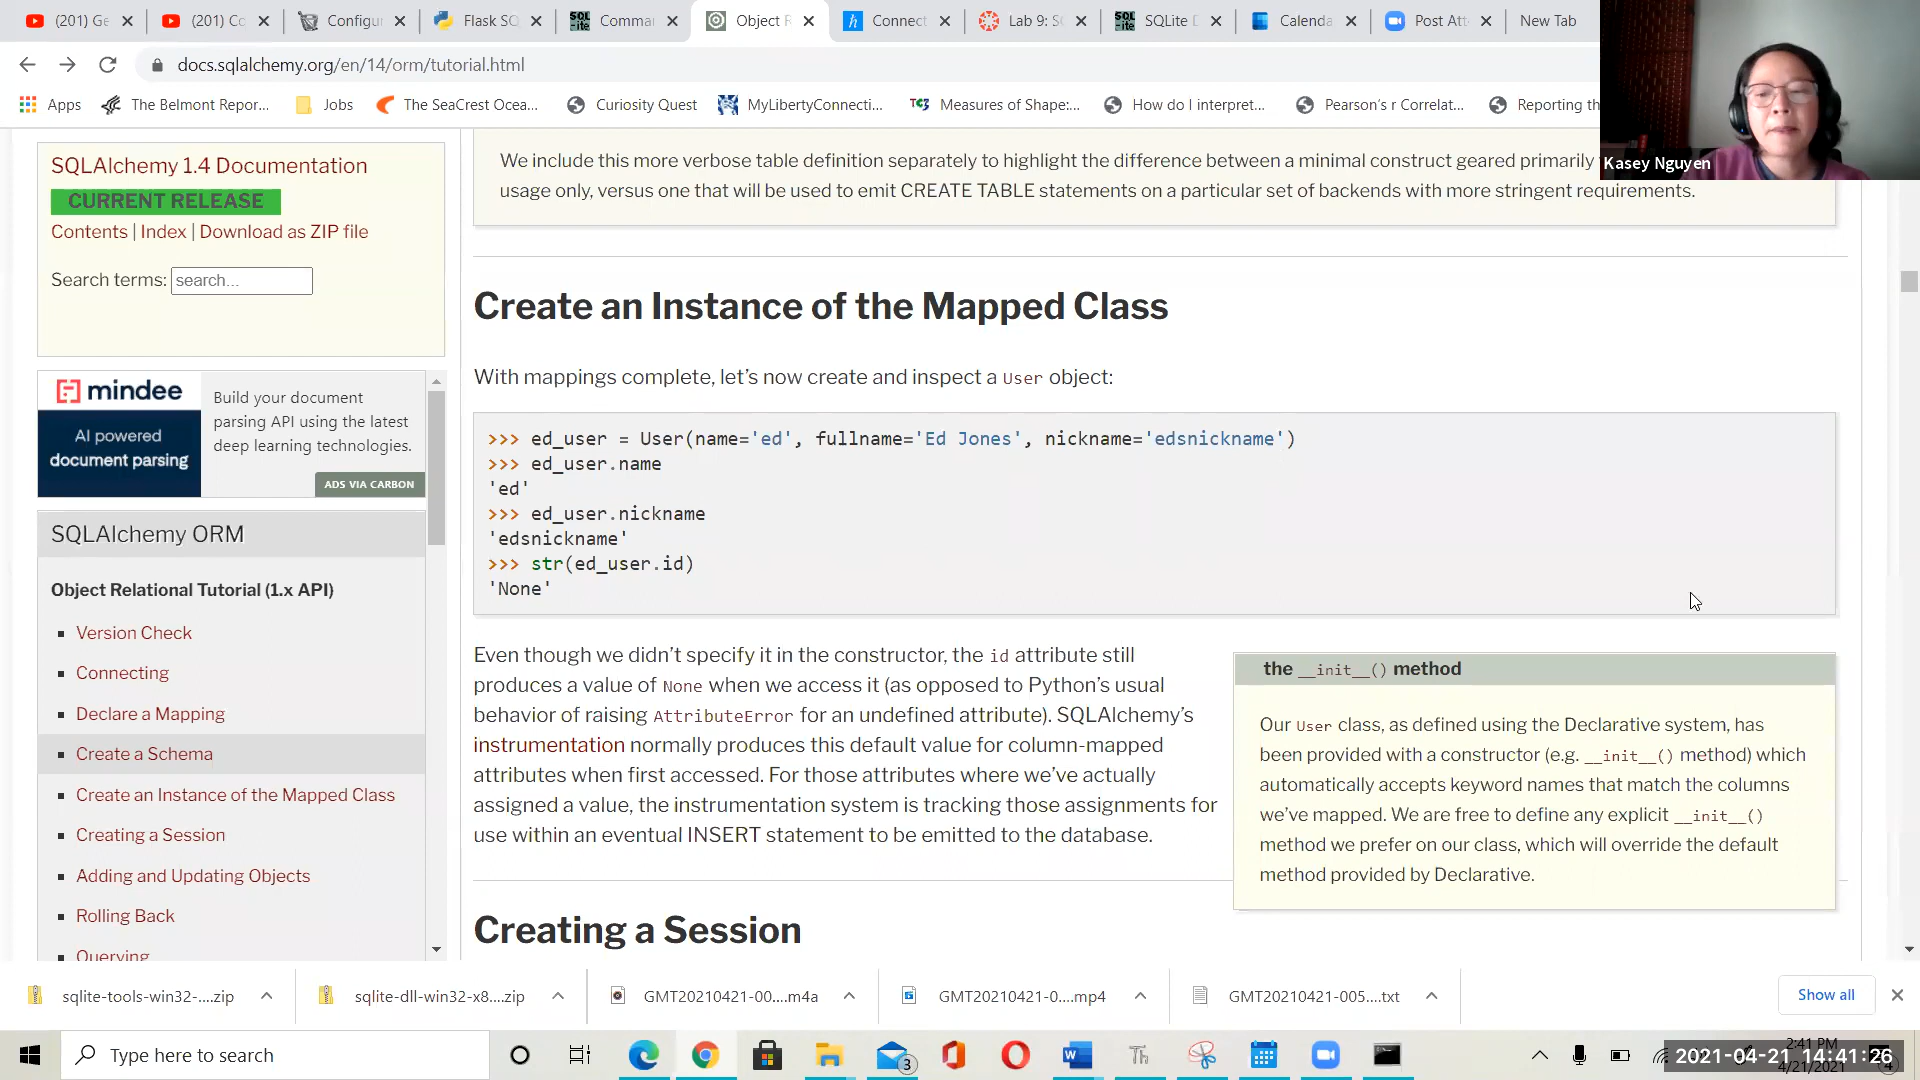 (201) Ge
(201) Co
Configur
Flask SQ
Comma
Object R
Connect
Lab 9: S
SQLite D
Calenda
Post Att
New Tab
docs.sqlalchemy.org/en/14/orm/tutorial.html
Apps
The Belmont Repor...
Jobs
The SeaCrest Ocea...
Curiosity Quest
MyLibertyConnecti...
Measures of Shape:...
How do I interpret...
Pearson's r Correlat...
Reporting th
Kasey Nguyen
SQLAlchemy 1.4 Documentation
CURRENT RELEASE
Contents | Index | Download as ZIP file
Search terms: search...
mindee
AI powered
document parsing
Build your document
parsing API using the latest
deep learning technologies.
ADS VIA CARBON
SQLAlchemy ORM
Object Relational Tutorial (1.x API)
Version Check
Connecting
Declare a Mapping
Create a Schema
Create an Instance of the Mapped Class
Creating a Session
Adding and Updating Objects
Rolling Back
Querying
We include this more verbose table definition separately to highlight the difference between a minimal construct geared primarily
usage only, versus one that will be used to emit CREATE TABLE statements on a particular set of backends with more stringent requirements.
Create an Instance of the Mapped Class
With mappings complete, let's now create and inspect a User object:
>>> ed_user = User(name='ed', fullname='Ed Jones', nickname='edsnickname')
>>> ed_user.name
'ed'
>>> ed_user.nickname
'edsnickname'
>>> str(ed_user.id)
'None'
Even though we didn't specify it in the constructor, the id attribute still
produces a value of None when we access it (as opposed to Python's usual
behavior of raising AttributeError for an undefined attribute). SQLAlchemy's
instrumentation normally produces this default value for column-mapped
attributes when first accessed. For those attributes where we've actually
assigned a value, the instrumentation system is tracking those assignments for
use within an eventual INSERT statement to be emitted to the database.
the __init__() method
Our User class, as defined using the Declarative system, has
been provided with a constructor (e.g. __init__() method) which
automatically accepts keyword names that match the columns
we've mapped. We are free to define any explicit __init__()
method we prefer on our class, which will override the default
method provided by Declarative.
Creating a Session
sqlite-tools-win32-....zip
sqlite-dll-win32-x8....zip
GMT20210421-00....m4a
GMT20210421-0....mp4
GMT20210421-005....txt
Show all
Type here to search
3
2:41 PM
2021-04-21 14:41:26
4/21/2021